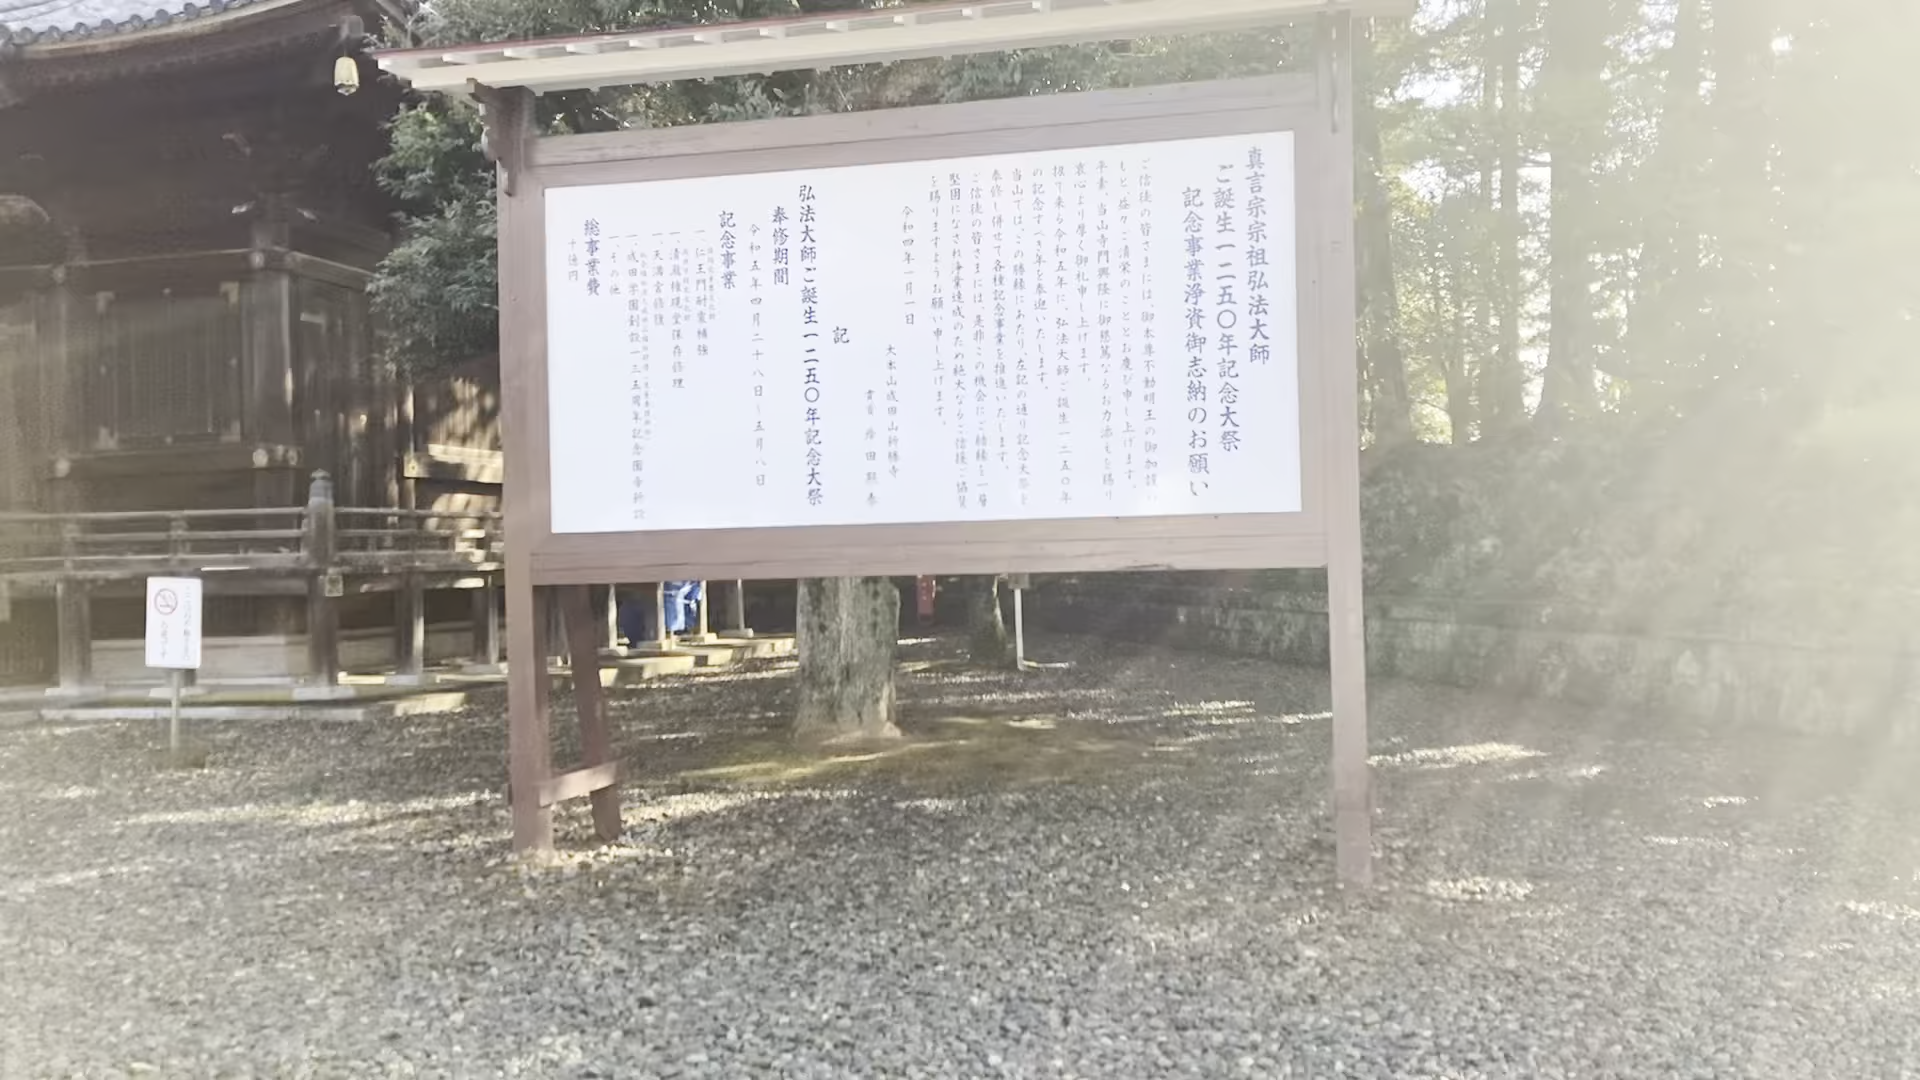 真言宗宗祖弘法大師
ご誕生一二五〇年記念大祭
記念事業浄資御志納のお願い
ご信徒の皆さまには御本尊不動明王の御加護の
もと益々ご清栄のこととお慶び申し上げます。
平素、当山寺門興隆に御懇篤なるお力添えを賜り
衷心より厚く御礼申し上げます。
扨て来る令和五年に、弘法大師ご誕生一二五〇年
の記念すべき年を奉迎いたします。
当山では、この勝縁にあたり、左記の通り記念大祭を
奉修し併せて各種記念事業を推進いたします。
ご信徒の皆さまには、是非この機会にご結縁を一層
堅固になされ浄業達成のため絶大なるご信援ご協賛
を賜りますようお願い申し上げます。
令和四年一月一日
大本山成田山新勝寺
貫首 岸田照泰
記
弘法大師ご誕生一二五〇年記念大祭
奉修期間
令和五年四月二十八日〜五月八日
記念事業
一、仁王門耐震補強
一、清瀧権現堂保存修理
一、天満宮修復
一、成田学園創設一三五周年記念園舎新設
一、その他
総事業費
十億円